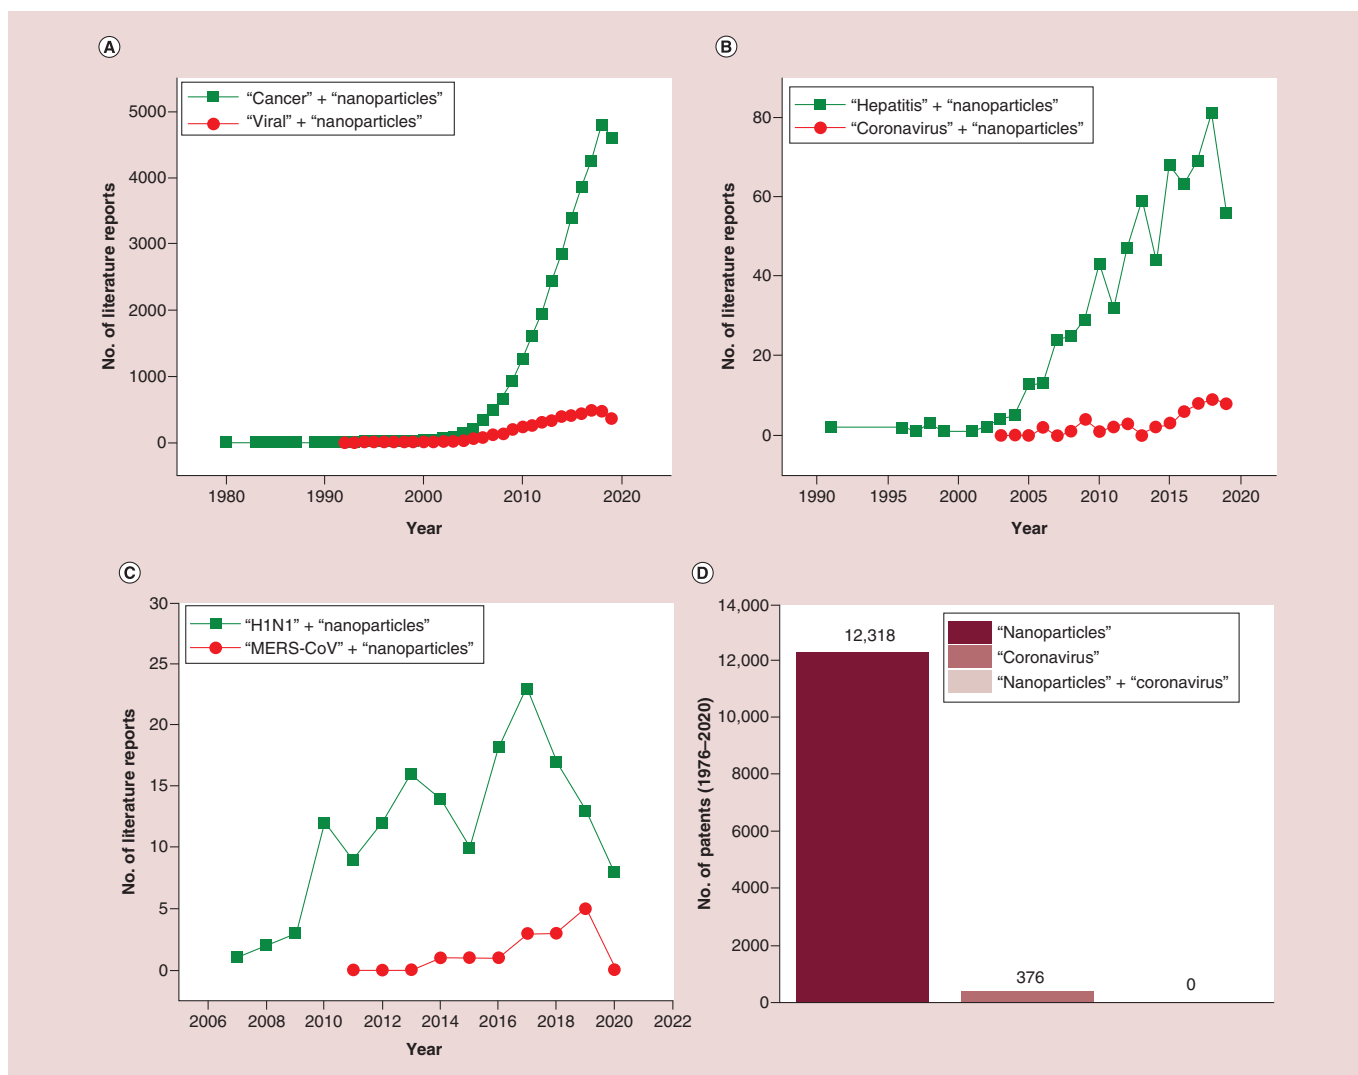 A
“Cancer” + “nanoparticles”
“Viral” + “nanoparticles”
5000
4000
3000
2000
1000
0
No. of literature reports
1980 1990 2000 2010 2020
Year
B
“Hepatitis” + “nanoparticles”
“Coronavirus” + “nanoparticles”
80
60
40
20
0
No. of literature reports
1990 1995 2000 2005 2010 2015 2020
Year
C
“H1N1” + “nanoparticles”
“MERS-CoV” + “nanoparticles”
30
25
20
15
10
5
0
No. of literature reports
2006 2008 2010 2012 2014 2016 2018 2020 2022
Year
D
“Nanoparticles”
“Coronavirus”
“Nanoparticles” + “coronavirus”
14,000
12,000
10,000
8000
6000
4000
2000
0
No. of patents (1976–2020)
12,318
376
0